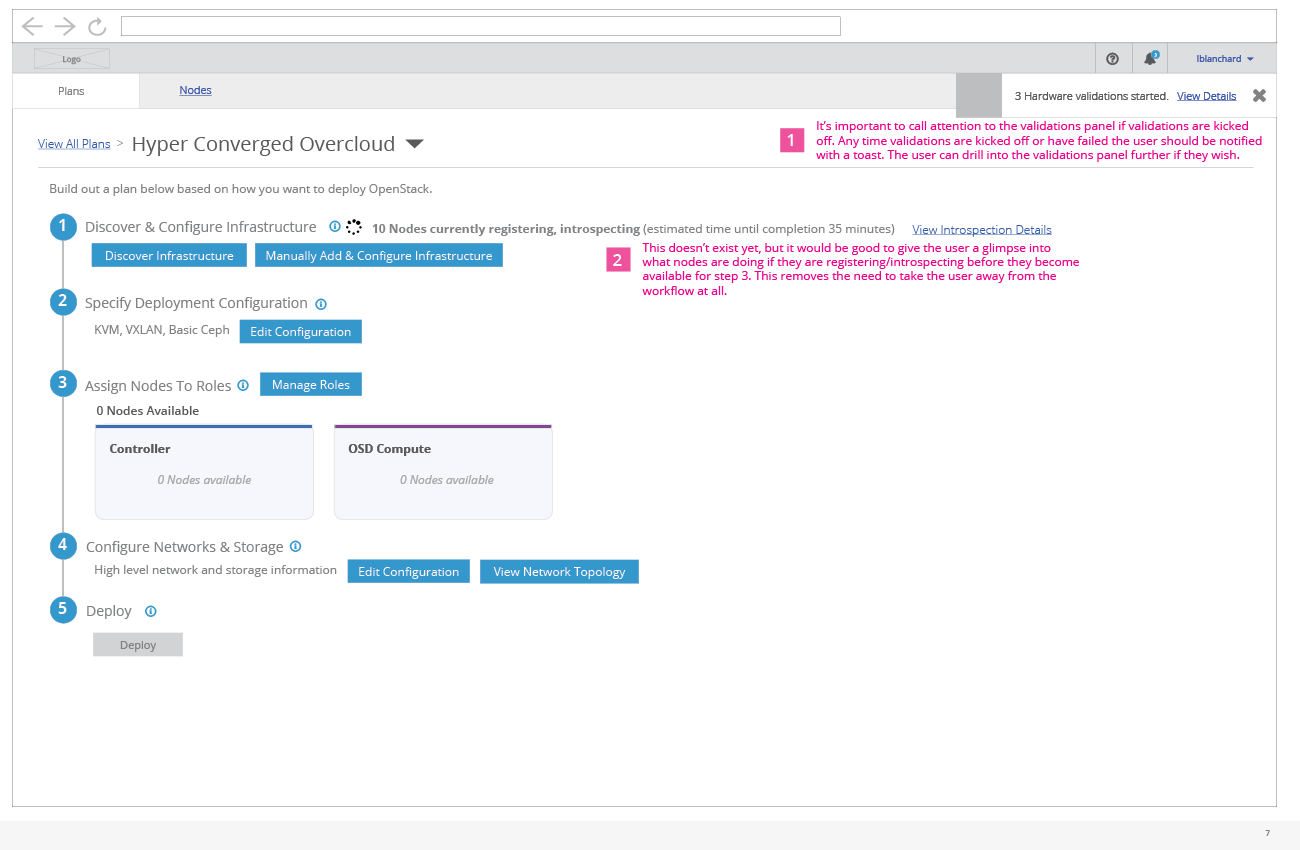 Logo
3
lblanchard
Plans
Nodes
3 Hardware validations started. View Details
View All Plans > Hyper Converged Overcloud
1
It's important to call attention to the validations panel if validations are kicked
off. Any time validations are kicked off or have failed the user should be notified
with a toast. The user can drill into the validations panel further if they wish.
Build out a plan below based on how you want to deploy OpenStack.
1 Discover & Configure Infrastructure
10 Nodes currently registering, introspecting (estimated time until completion 35 minutes) View Introspection Details
Discover Infrastructure
Manually Add & Configure Infrastructure
2
This doesn't exist yet, but it would be good to give the user a glimpse into
what nodes are doing if they are registering/introspecting before they become
available for step 3. This removes the need to take the user away from the
workflow at all.
2 Specify Deployment Configuration
KVM, VXLAN, Basic Ceph
Edit Configuration
3 Assign Nodes To Roles
Manage Roles
0 Nodes Available
Controller
0 Nodes available
OSD Compute
0 Nodes available
4 Configure Networks & Storage
High level network and storage information
Edit Configuration
View Network Topology
5 Deploy
Deploy
7